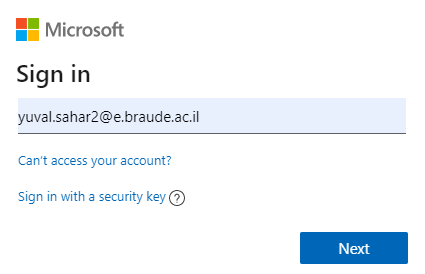 Microsoft
Sign in
yuval.sahar2@e.braude.ac.il
Can't access your account?
Sign in with a security key ?
Next